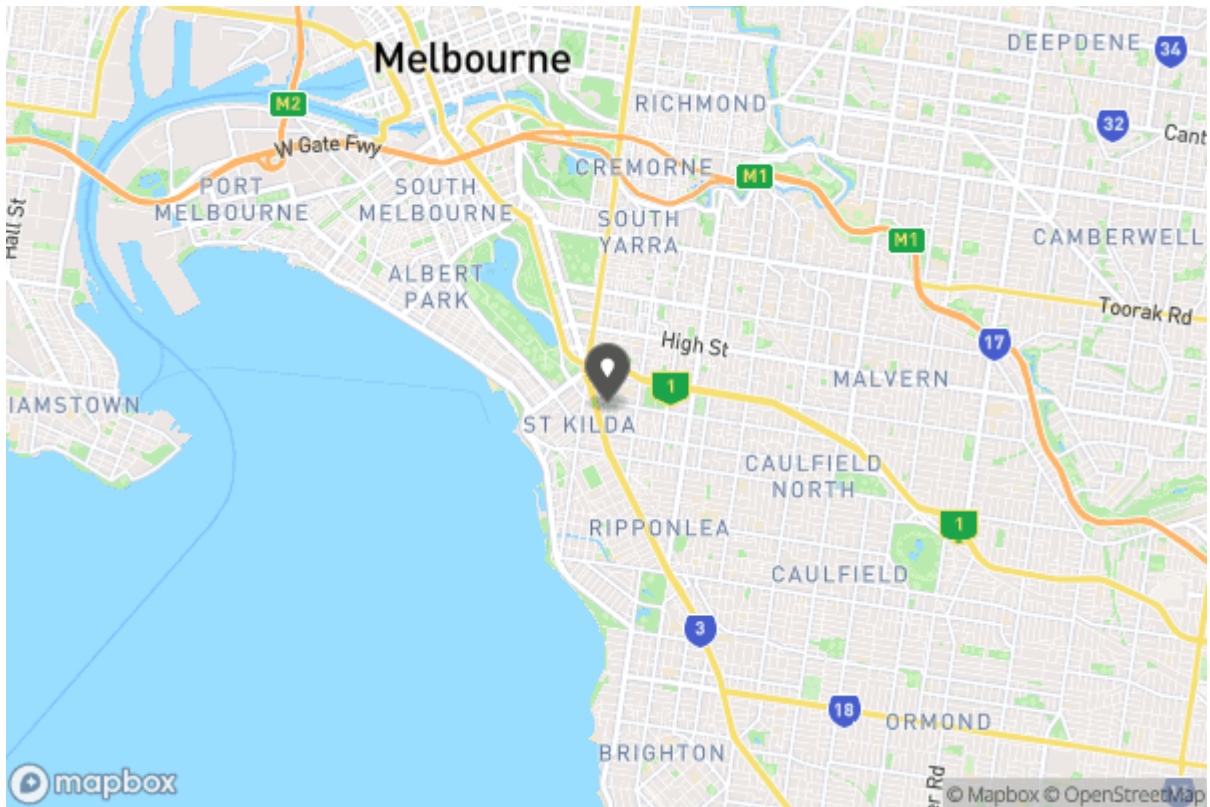 Melbourne
DEEPDENE
34
M2
RICHMOND
32
Cant
W Gate Fwy
CREMORNE
M1
PORT
MELBOURNE
SOUTH
MELBOURNE
SOUTH
YARRA
Hall St
M1
CAMBERWELL
ALBERT
PARK
Toorak Rd
High St
17
1
MALVERN
IAMSTOWN
ST KILDA
CAULFIELD
NORTH
RIPPONLEA
1
CAULFIELD
3
18
ORMOND
BRIGHTON
mapbox
er Rd
© Mapbox © OpenStreetMap